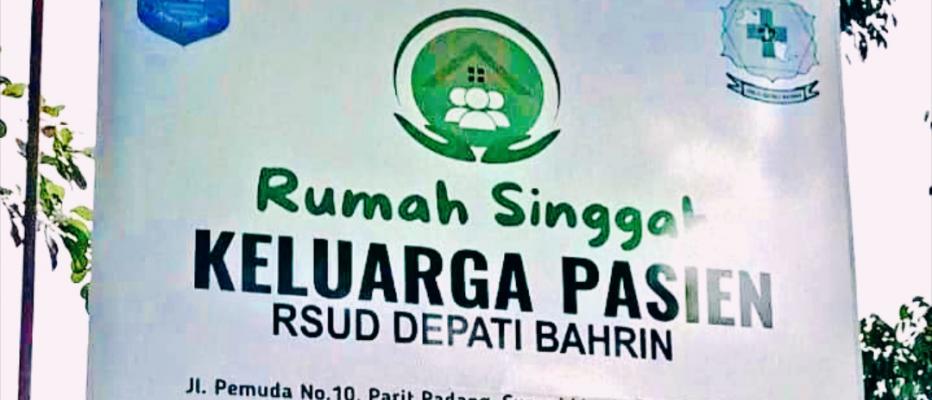 Rumah Singgah
KELUARGA PASIEN
RSUD DEPATI BAHRIN
Jl. Pemuda No.10, Parit Padang,